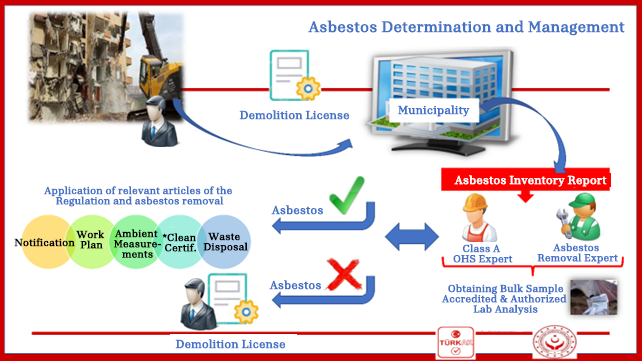 Asbestos Determination and Management
Demolition License
Municipality
Asbestos Inventory Report
Class A
OHS Expert
Asbestos
Removal Expert
Obtaining Bulk Sample
Accredited & Authorized
Lab Analysis
Application of relevant articles of the
Regulation and asbestos removal
Notification
Work
Plan
Ambient
Measure-
ments
*Clean
Certif.
Waste
Disposal
Asbestos
Asbestos
Demolition License
TÜRKAK